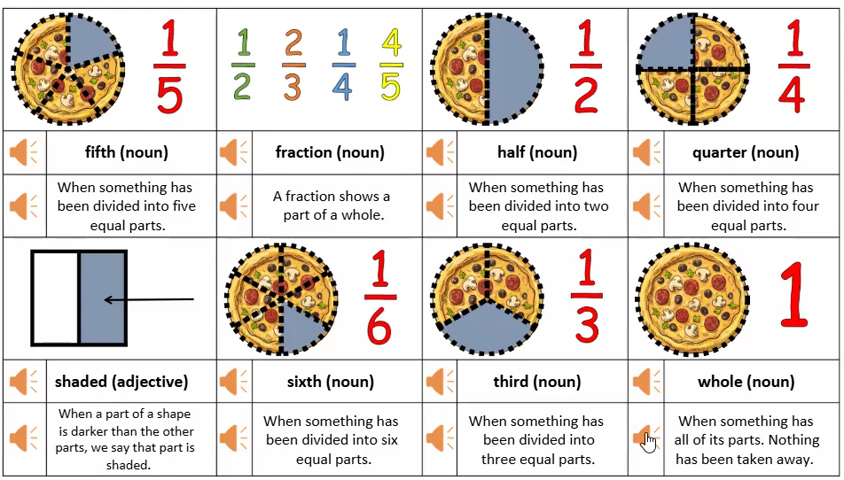 1
5
1
2
2
3
1
4
4
5
1
2
1
4
fifth (noun)
fraction (noun)
half (noun)
quarter (noun)
When something has
been divided into five
equal parts.
A fraction shows a
part of a whole.
When something has
been divided into two
equal parts.
When something has
been divided into four
equal parts.
1
6
1
3
1
shaded (adjective)
sixth (noun)
third (noun)
whole (noun)
When a part of a shape
is darker than the other
parts, we say that part is
shaded.
When something has
been divided into six
equal parts.
When something has
been divided into
three equal parts.
When something has
all of its parts. Nothing
has been taken away.